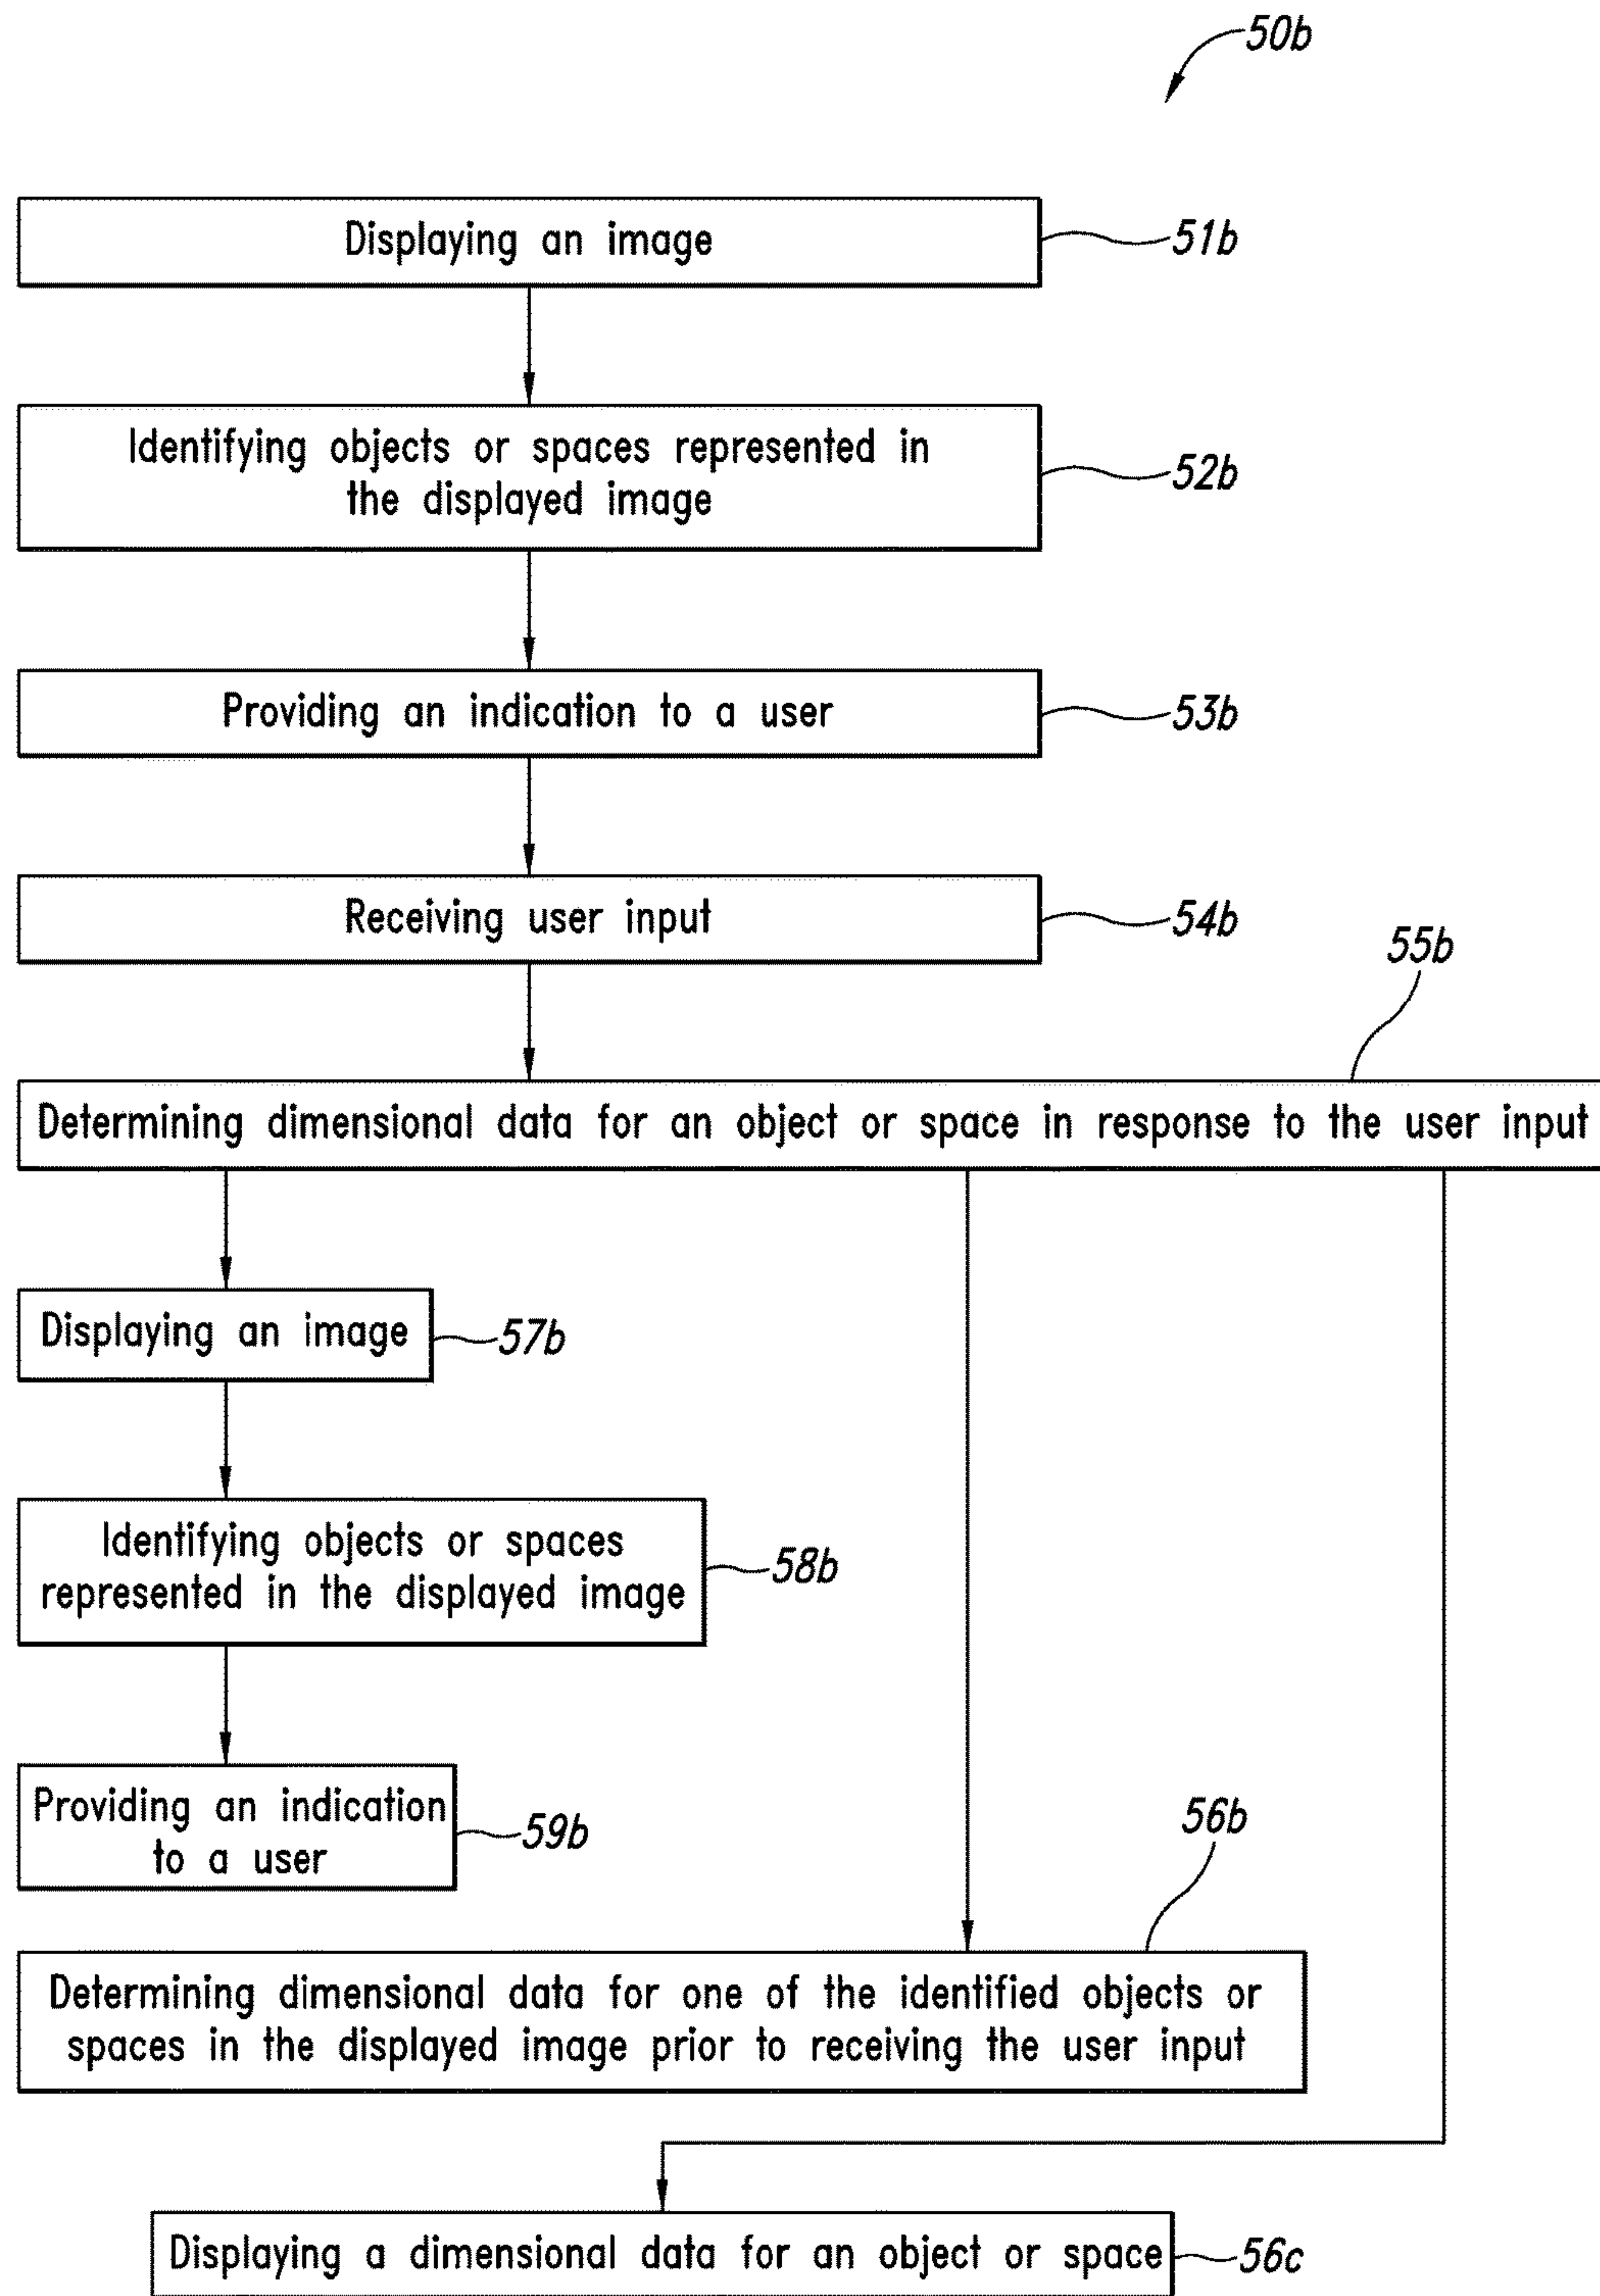 50b
Displaying an image
51b
Identifying objects or spaces represented in
the displayed image
52b
Providing an indication to a user
53b
Receiving user input
54b
55b
Determining dimensional data for an object or space in response to the user input
Displaying an image
57b
Identifying objects or spaces
represented in the displayed image
58b
Providing an indication
to a user
59b
56b
Determining dimensional data for one of the identified objects or
spaces in the displayed image prior to receiving the user input
Displaying a dimensional data for an object or space
56c